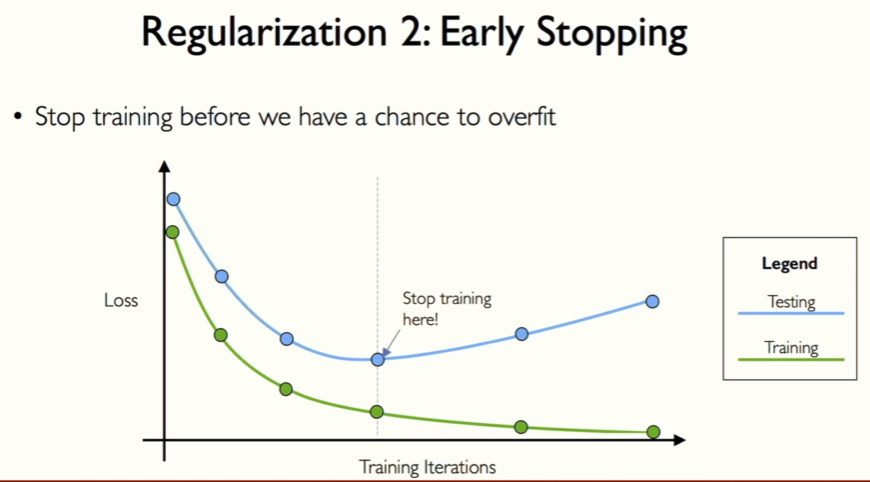 Regularization 2: Early Stopping
• Stop training before we have a chance to overfit
Loss
Stop training
here!
Training Iterations
Legend
Testing
Training